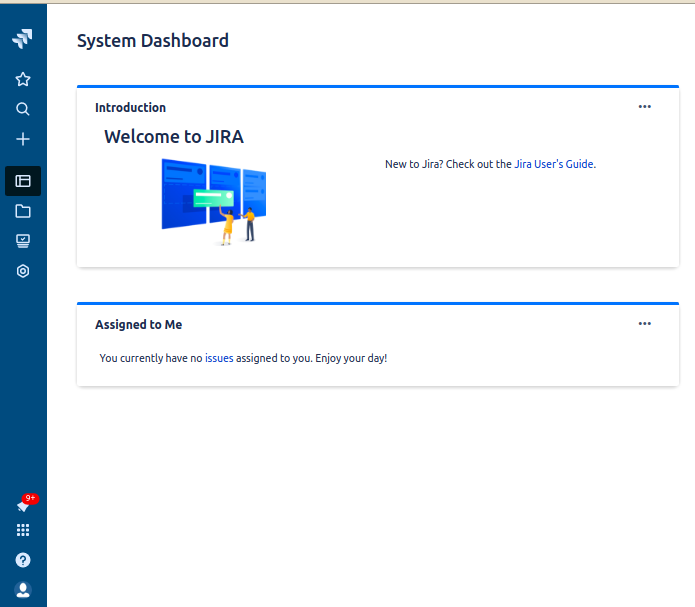 System Dashboard
Introduction
Welcome to JIRA
New to Jira? Check out the Jira User's Guide.
Assigned to Me
You currently have no issues assigned to you. Enjoy your day!
9+